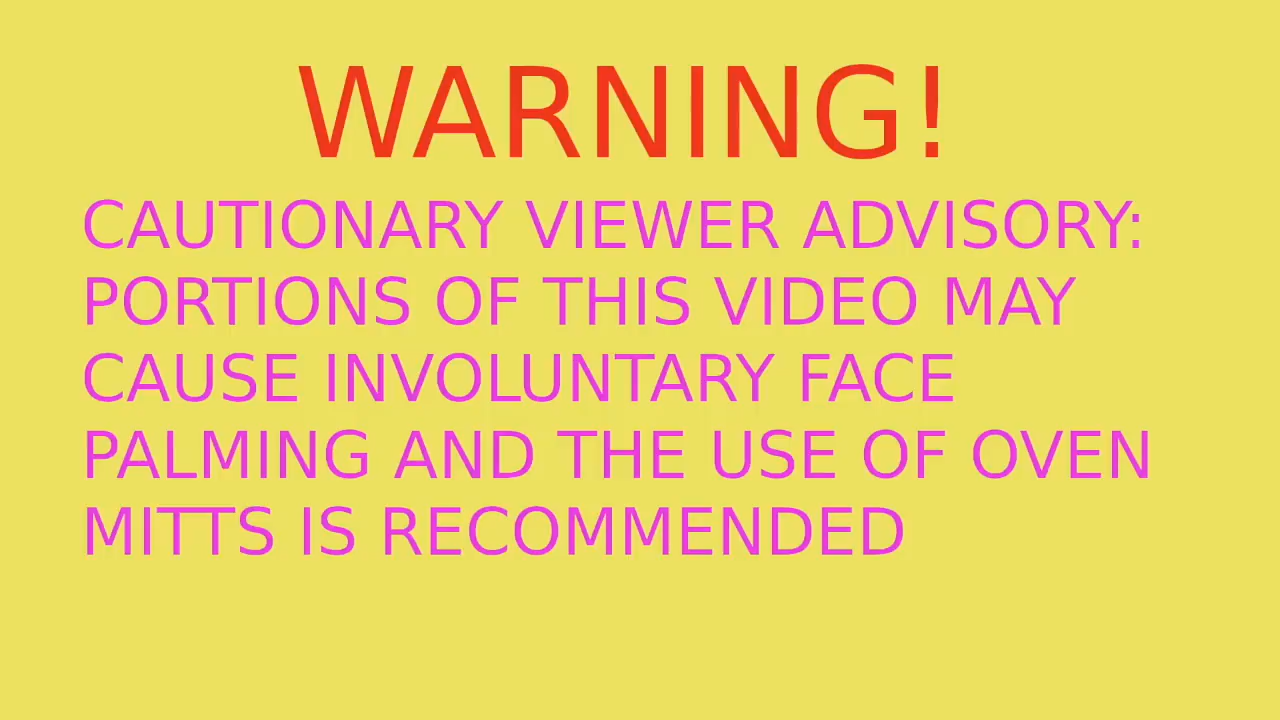 WARNING!
CAUTIONARY VIEWER ADVISORY:
PORTIONS OF THIS VIDEO MAY
CAUSE INVOLUNTARY FACE
PALMING AND THE USE OF OVEN
MITTS IS RECOMMENDED